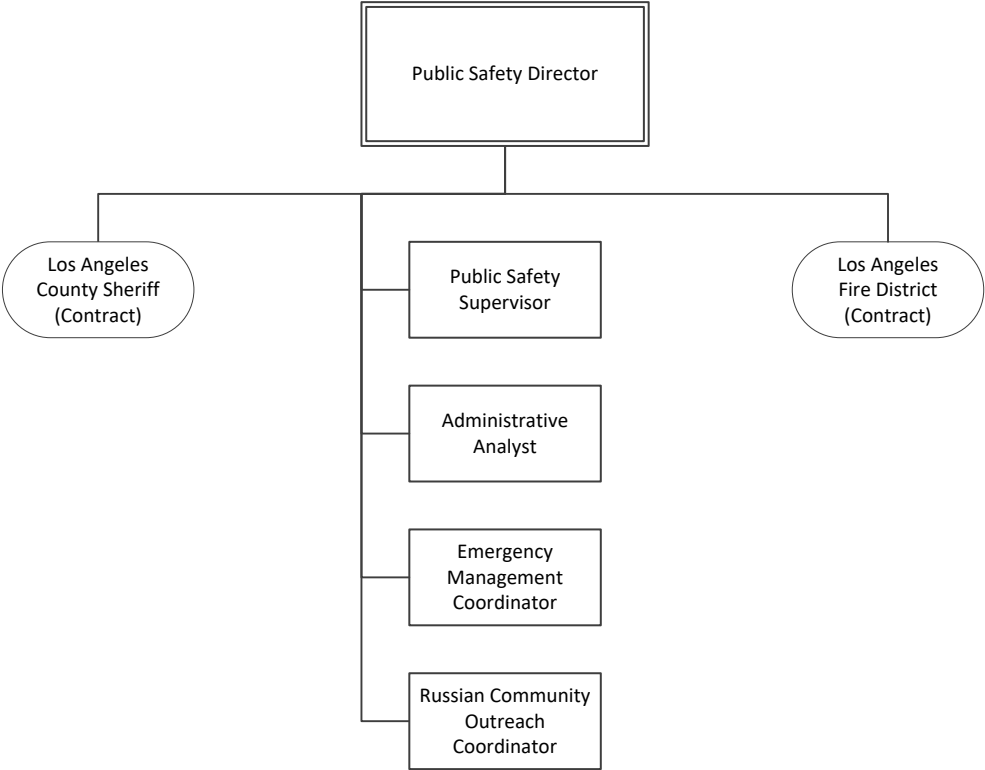 Public Safety Director
Los Angeles
County Sheriff
(Contract)
Public Safety
Supervisor
Los Angeles
Fire District
(Contract)
Administrative
Analyst
Emergency
Management
Coordinator
Russian Community
Outreach
Coordinator